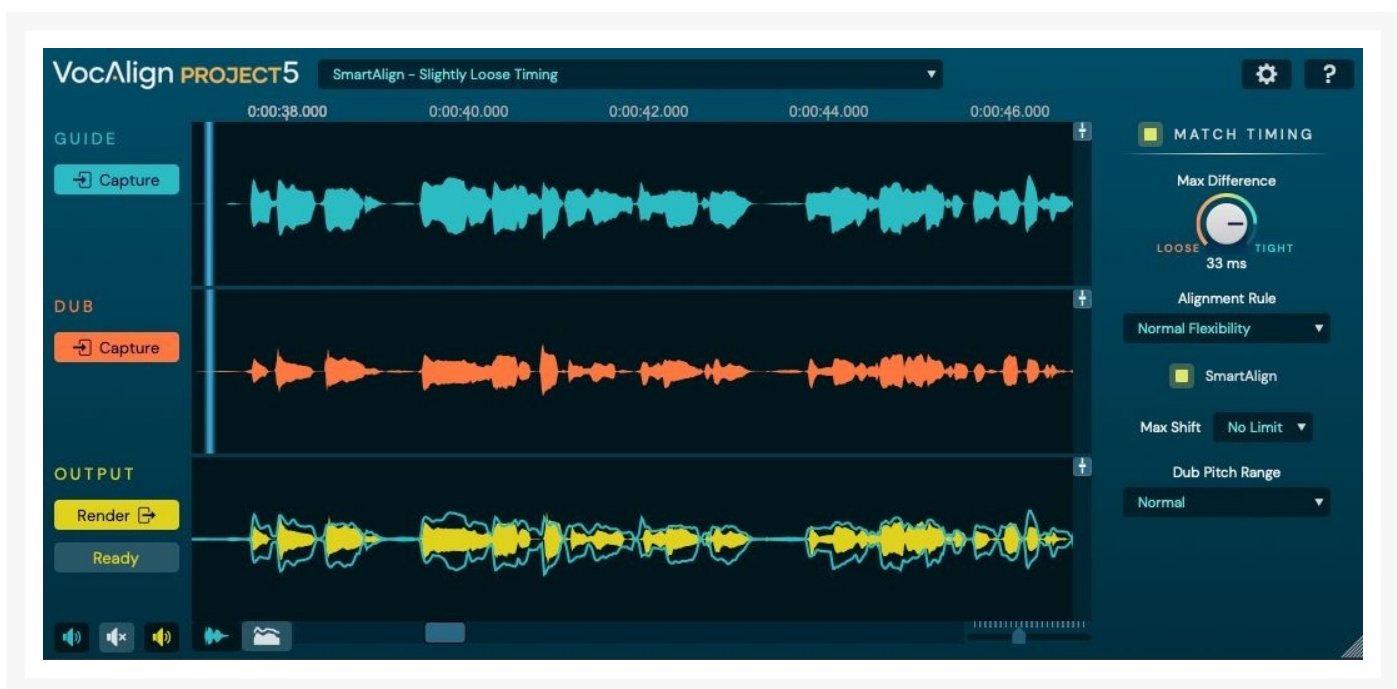 VocAlign PROJECT5
SmartAlign – Slightly Loose Timing
?
0:00:38.000 0:00:40.000 0:00:42.000 0:00:44.000 0:00:46.000
GUIDE
Capture
DUB
Capture
OUTPUT
Render
Ready
MATCH TIMING
Max Difference
LOOSE TIGHT
33 ms
Alignment Rule
Normal Flexibility
SmartAlign
Max Shift No Limit
Dub Pitch Range
Normal